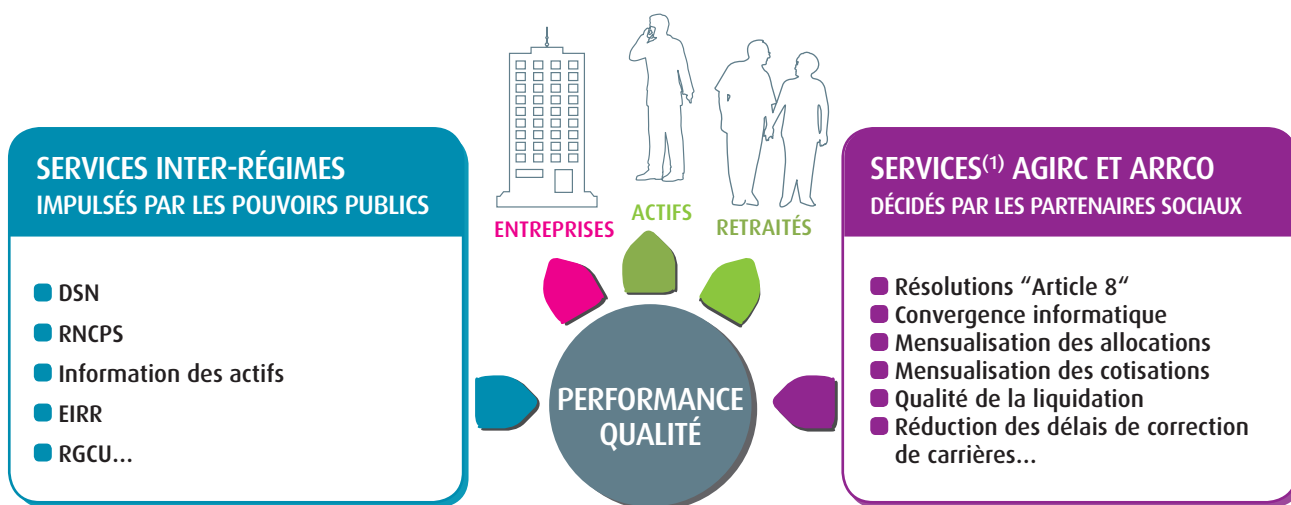 SERVICES INTER-RÉGIMES
IMPULSÉS PAR LES POUVOIRS PUBLICS
DSN
RNCPS
Information des actifs
EIRR
RGCU...
ENTREPRISES
ACTIFS
RETRAITÉS
PERFORMANCE
QUALITÉ
SERVICES(1) AGIRC ET ARRCO
DÉCIDÉS PAR LES PARTENAIRES SOCIAUX
Résolutions “Article 8“
Convergence informatique
Mensualisation des allocations
Mensualisation des cotisations
Qualité de la liquidation
Réduction des délais de correction
de carrières...